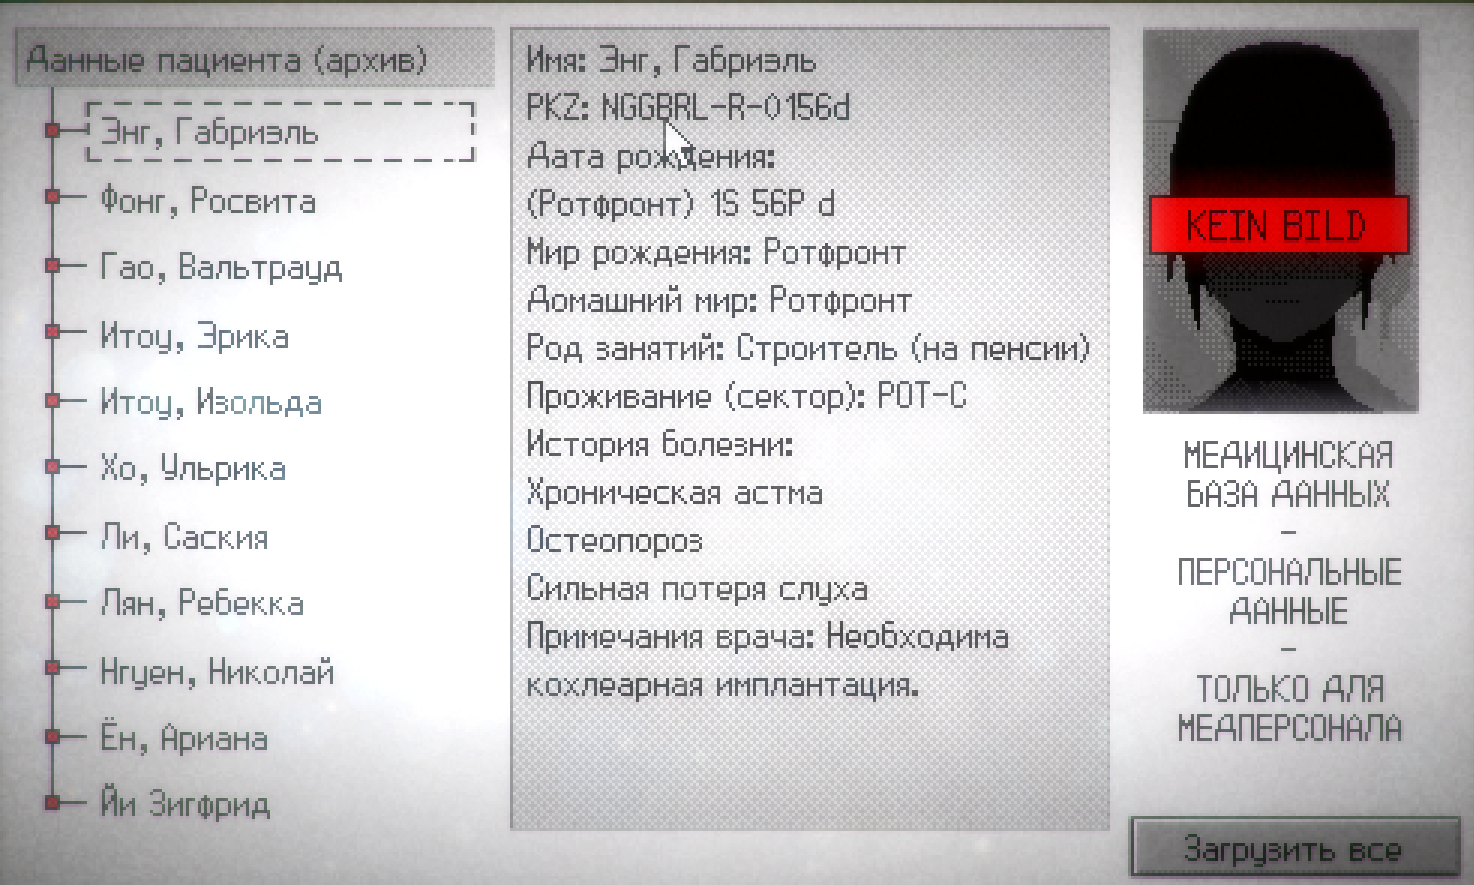 Данные пациента (архив)
Энг, Габриэль
Фонг, Росвита
Гао, Вальтрауд
Итоу, Эрика
Итоу, Изольда
Хо, Ульрика
Ли, Саския
Лян, Ребекка
Нгуен, Николай
Ён, Ариана
Йи Зигфрид
Имя: Энг, Габриэль
PKZ: NGGBRL-R-0156d
Дата рождения:
(Ротфронт) 1S 56P d
Мир рождения: Ротфронт
Домашний мир: Ротфронт
Род занятий: Строитель (на пенсии)
Проживание (сектор): РОТ-С
История болезни:
Хроническая астма
Остеопороз
Сильная потеря слуха
Примечания врача: Необходима
кохлеарная имплантация.
KEIN BILD
МЕДИЦИНСКАЯ
БАЗА ДАННЫХ
–
ПЕРСОНАЛЬНЫЕ
ДАННЫЕ
–
ТОЛЬКО ДЛЯ
МЕДПЕРСОНАЛА
Загрузить все